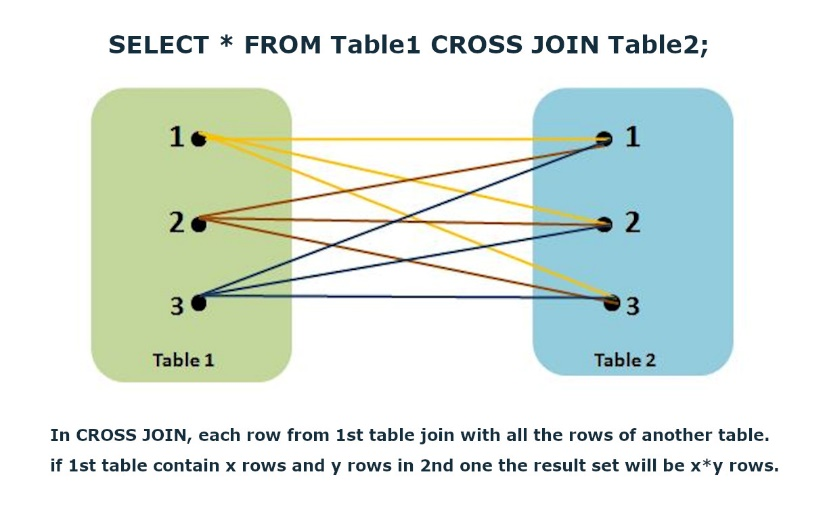 SELECT * FROM Table1 CROSS JOIN Table2;
1 1
2 2
3 3
Table 1 Table 2
In CROSS JOIN, each row from 1st table join with all the rows of another table.
if 1st table contain x rows and y rows in 2nd one the result set will be x*y rows.